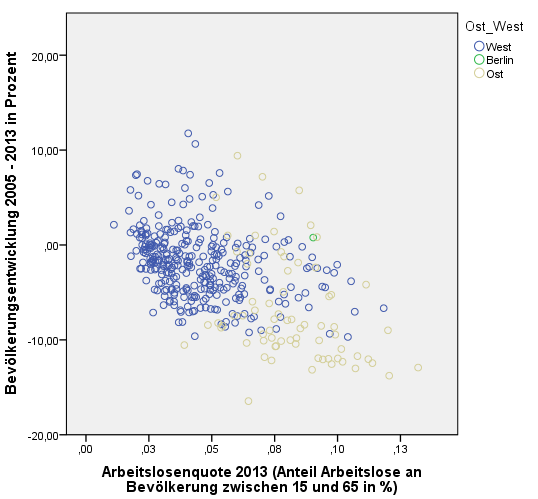 Ost_West
West
Berlin
Ost
Bevölkerungsentwicklung 2005 - 2013 in Prozent
20,00
10,00
,00
-10,00
-20,00
,00 ,03 ,05 ,08 ,10 ,13
Arbeitslosenquote 2013 (Anteil Arbeitslose an
Bevölkerung zwischen 15 und 65 in %)